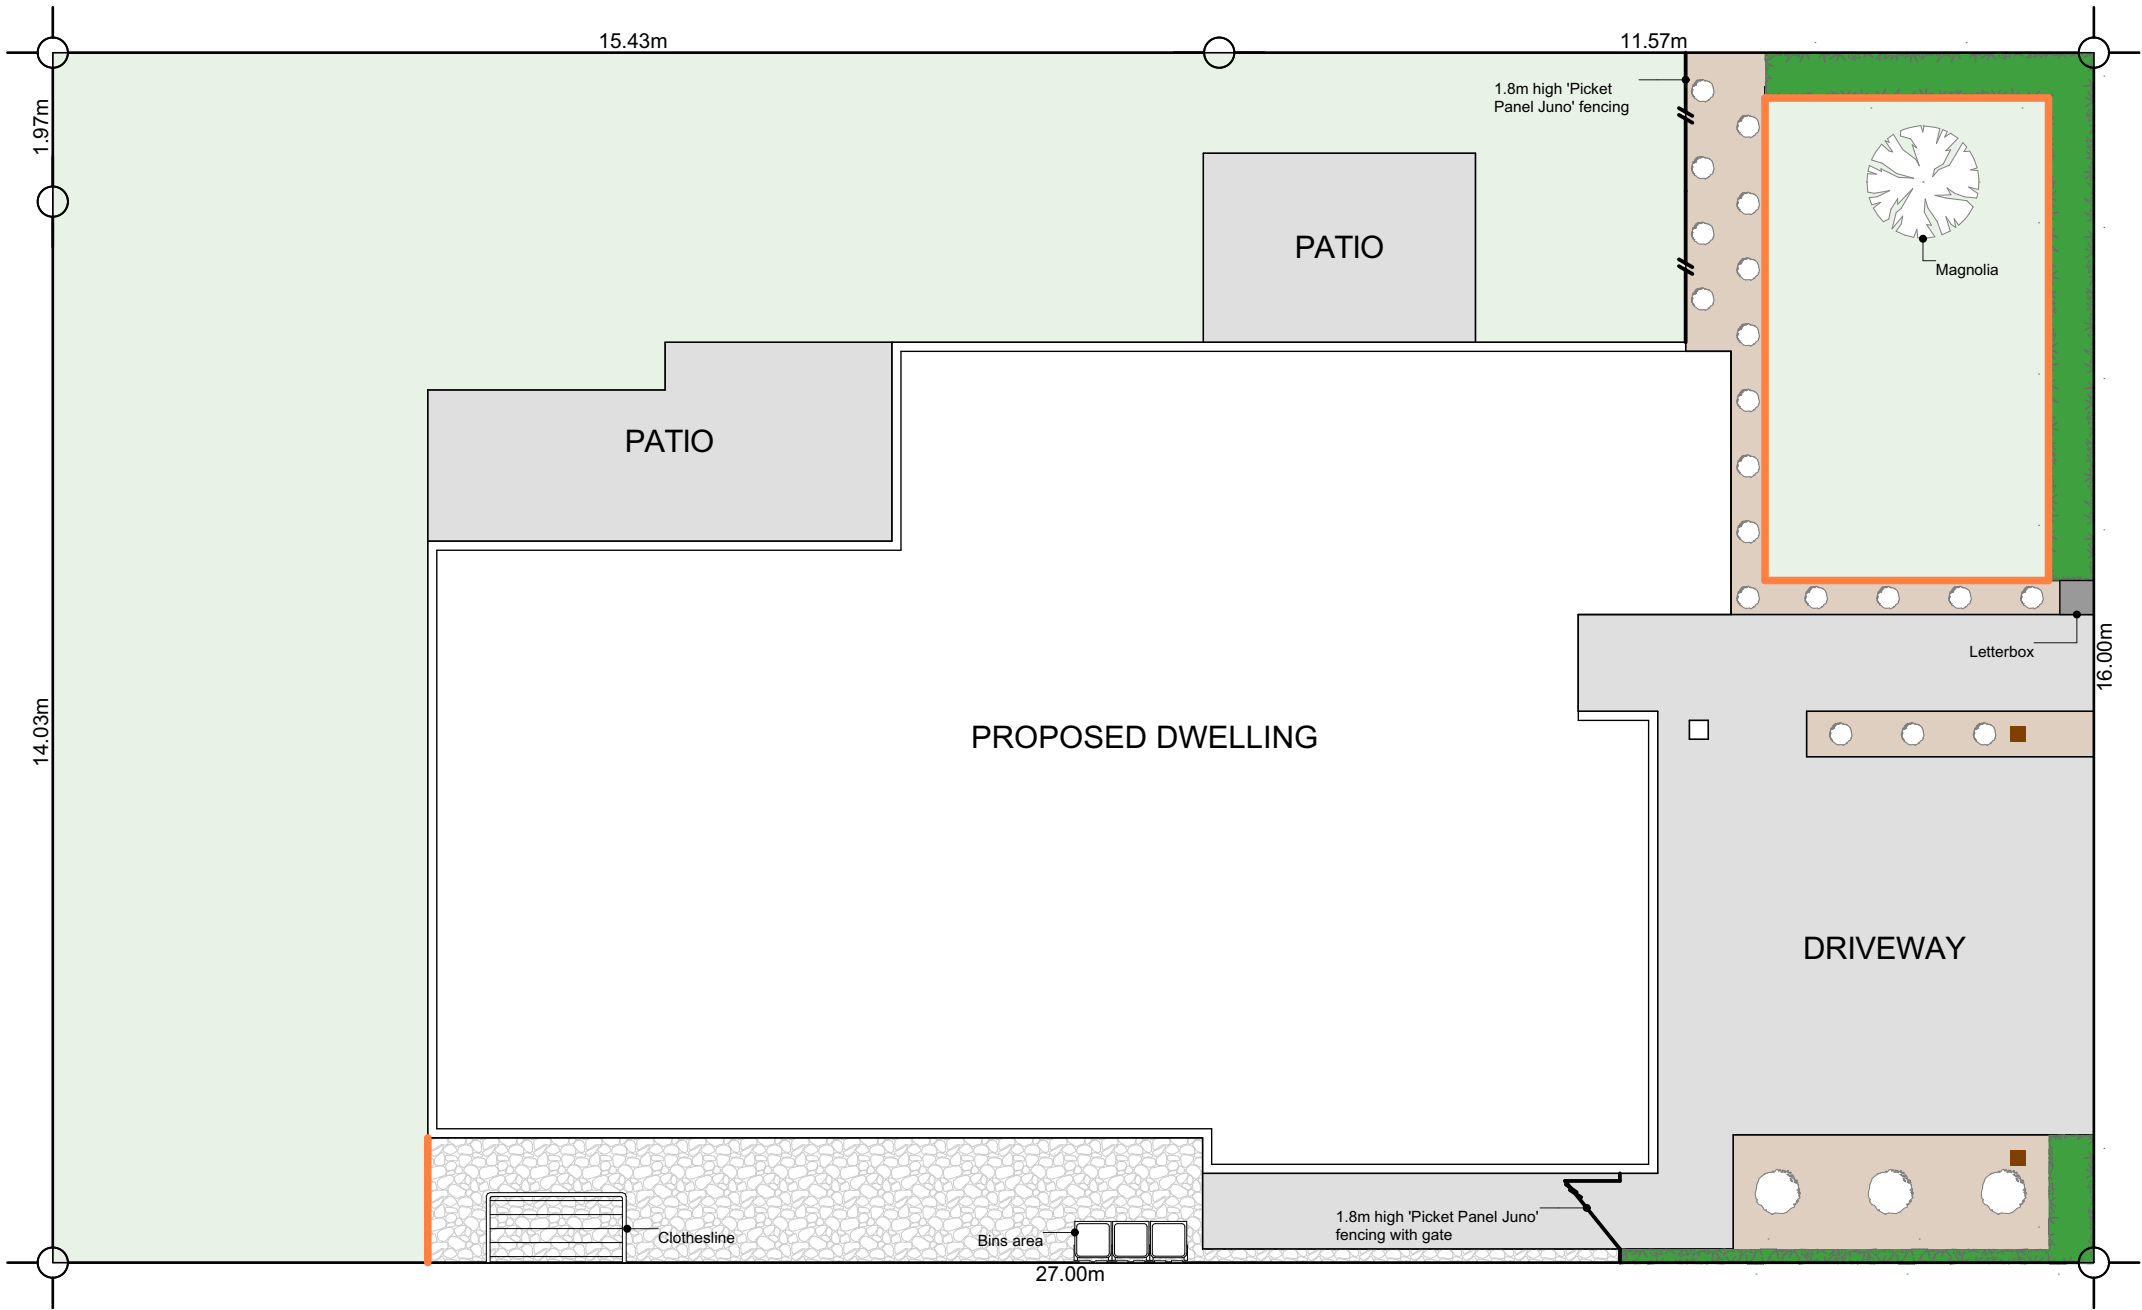 15.43m
11.57m
1.97m
1.8m high 'Picket
Panel Juno' fencing
PATIO
Magnolia
PATIO
Letterbox
16.00m
14.03m
PROPOSED DWELLING
DRIVEWAY
1.8m high 'Picket Panel Juno'
fencing with gate
Clothesline
Bins area
27.00m